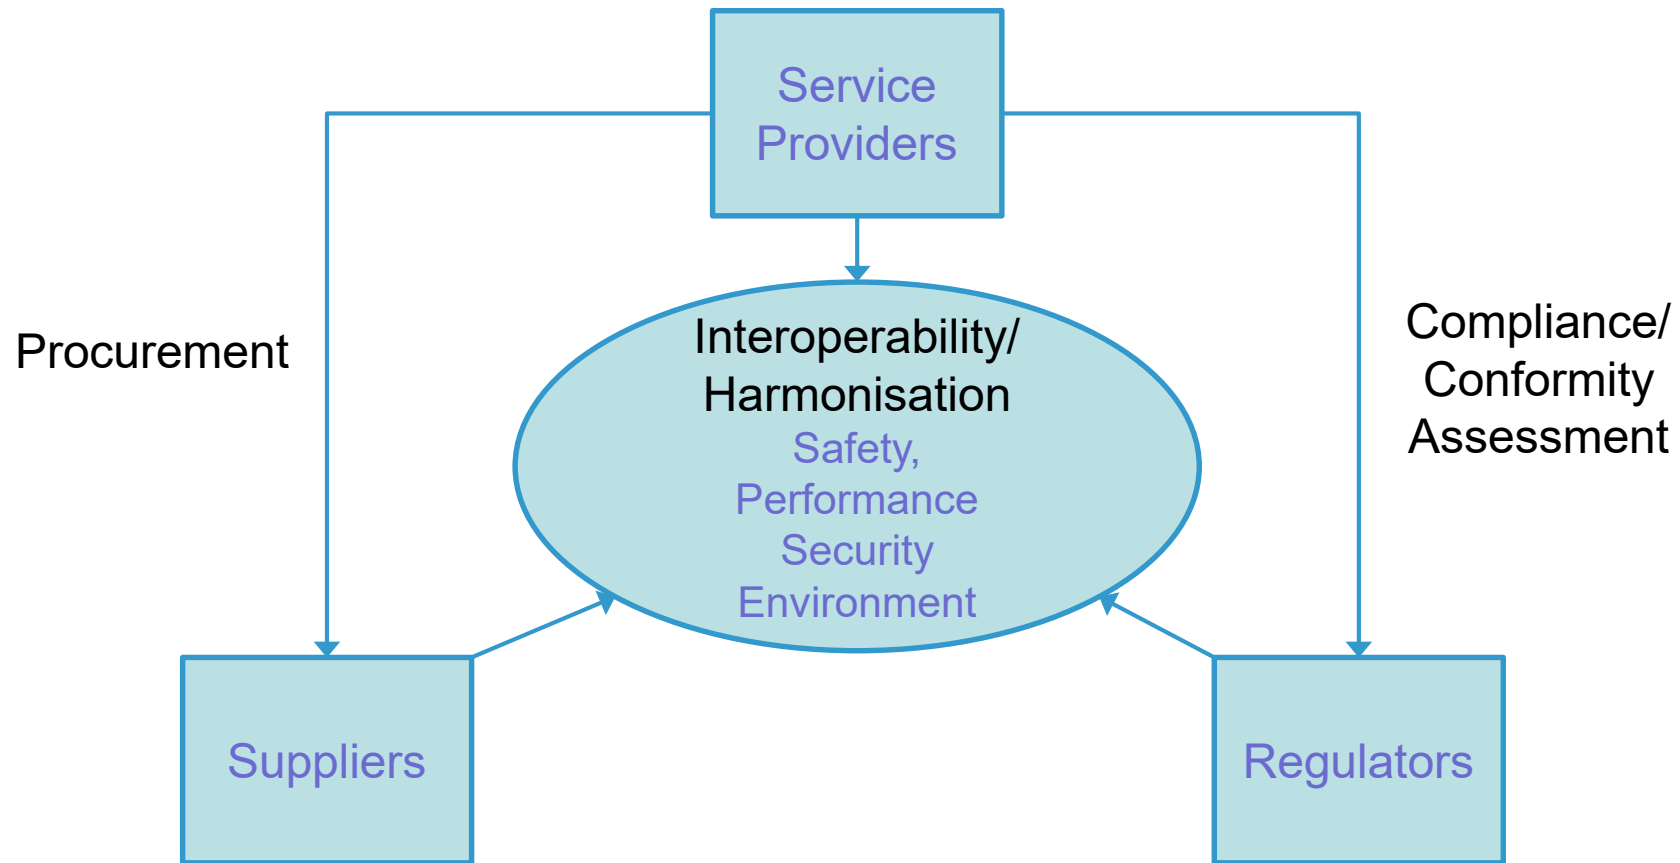 Service
Providers
Procurement
Interoperability/
Harmonisation
Safety,
Performance
Security
Environment
Compliance/
Conformity
Assessment
Suppliers
Regulators